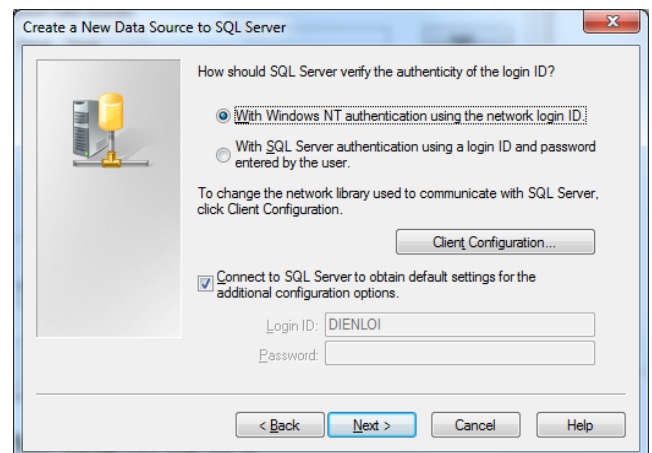 Create a New Data Source to SQL Server
How should SQL Server verify the authenticity of the login ID?
With Windows NT authentication using the network login ID.
With SQL Server authentication using a login ID and password
entered by the user.
To change the network library used to communicate with SQL Server,
click Client Configuration.
Client Configuration...
Connect to SQL Server to obtain default settings for the
additional configuration options.
Login ID: DIENLOI
Password:
< Back Next > Cancel Help